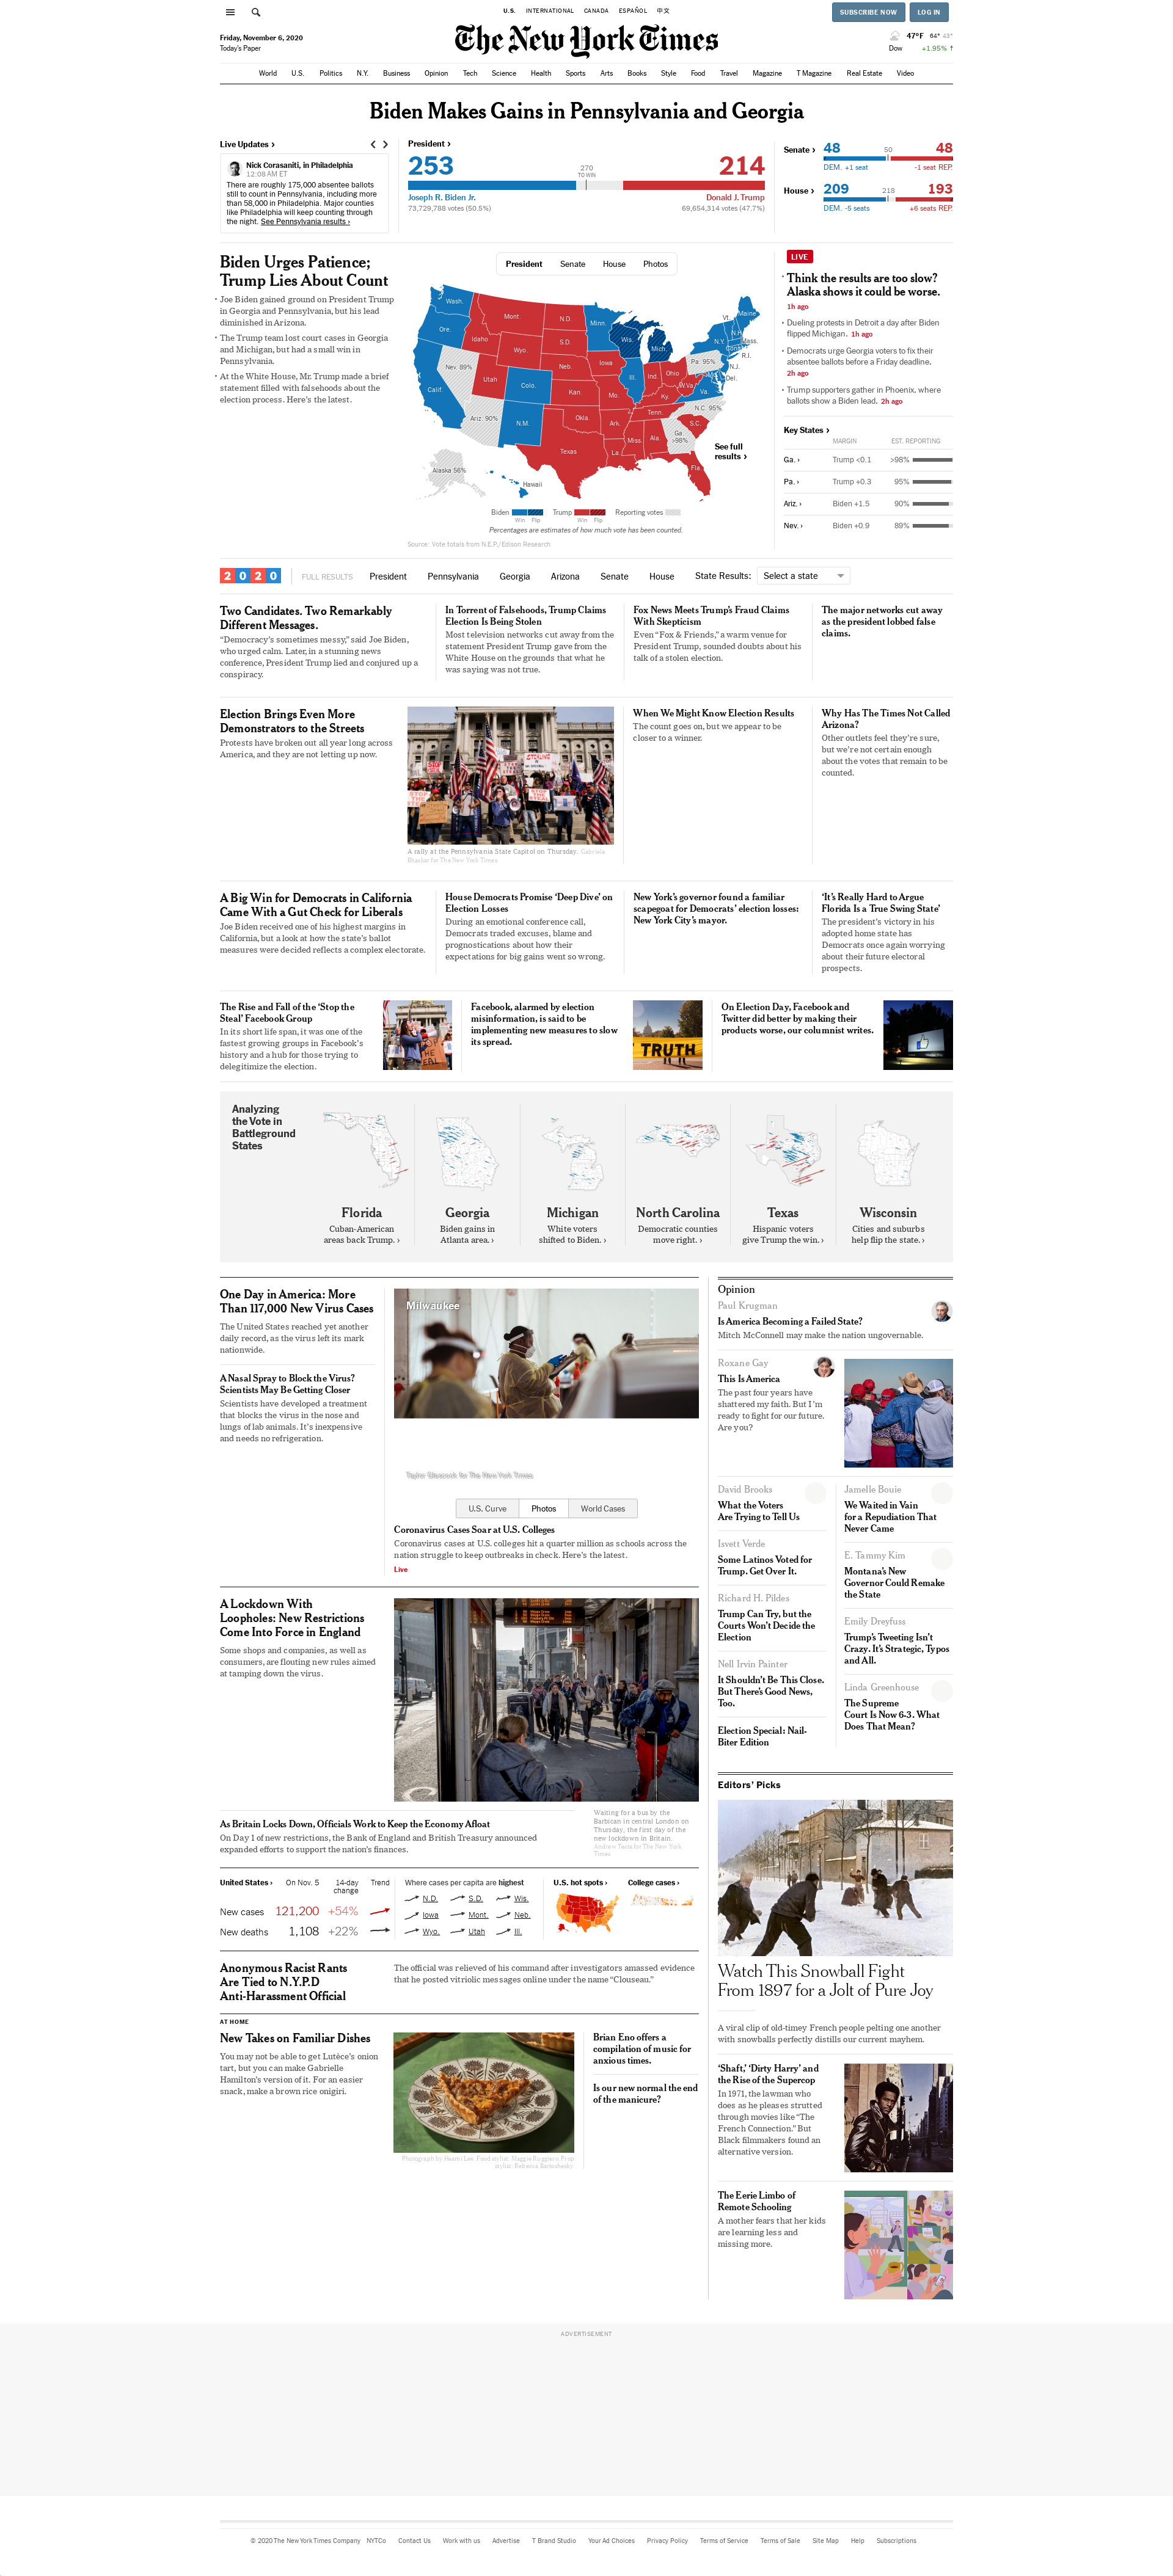 U.S. INTERNATIONAL CANADA ESPAÑOL 中文
SUBSCRIBE NOW LOG IN
Friday, November 6, 2020
Today's Paper
The New York Times
47°F 64° 43°
Dow +1.95% ↑
World U.S. Politics N.Y. Business Opinion Tech Science Health Sports Arts Books Style Food Travel Magazine T Magazine Real Estate Video
Biden Makes Gains in Pennsylvania and Georgia
Live Updates ›
Nick Corasaniti, in Philadelphia
12:08 AM ET
There are roughly 175,000 absentee ballots
still to count in Pennsylvania, including more
than 58,000 in Philadelphia. Major counties
like Philadelphia will keep counting through
the night. See Pennsylvania results ›
President ›
253
270
TO WIN
214
Joseph R. Biden Jr.
Donald J. Trump
73,729,788 votes (50.5%)
69,654,314 votes (47.7%)
Senate ›
48 50 48
DEM. +1 seat -1 seat REP.
House ›
209 218 193
DEM. -5 seats +6 seats REP.
Biden Urges Patience;
Trump Lies About Count
Joe Biden gained ground on President Trump
in Georgia and Pennsylvania, but his lead
diminished in Arizona.
The Trump team lost court cases in Georgia
and Michigan, but had a small win in
Pennsylvania.
At the White House, Mr. Trump made a brief
statement filled with falsehoods about the
election process. Here's the latest.
President Senate House Photos
Wash.
Ore.
Calif.
Nev. 89%
Idaho
Mont.
Wyo.
Utah
Ariz. 90%
Colo.
N.M.
N.D.
S.D.
Neb.
Kan.
Okla.
Texas
Minn.
Iowa
Mo.
Ark.
La.
Wis.
Ill.
Mich.
Ind.
Ohio
Ky.
Tenn.
Miss.
Ala.
Ga.
>98%
Fla.
S.C.
N.C. 95%
Va.
W.Va.
Pa. 95%
N.Y.
Vt.
N.H.
Maine
Mass.
Conn.
R.I.
N.J.
Del.
Alaska 56%
Hawaii
See full
results ›
Biden Trump Reporting votes
Win Flip Win Flip
Percentages are estimates of how much vote has been counted.
Source: Vote totals from N.E.P./Edison Research
LIVE
Think the results are too slow?
Alaska shows it could be worse.
1h ago
Dueling protests in Detroit a day after Biden
flipped Michigan. 1h ago
Democrats urge Georgia voters to fix their
absentee ballots before a Friday deadline.
2h ago
Trump supporters gather in Phoenix, where
ballots show a Biden lead. 2h ago
Key States ›
MARGIN EST. REPORTING
Ga. › Trump <0.1 >98%
Pa. › Trump +0.3 95%
Ariz. › Biden +1.5 90%
Nev. › Biden +0.9 89%
2020 FULL RESULTS President Pennsylvania Georgia Arizona Senate House State Results: Select a state
Two Candidates. Two Remarkably
Different Messages.
“Democracy's sometimes messy,” said Joe Biden,
who urged calm. Later, in a stunning news
conference, President Trump lied and conjured up a
conspiracy.
In Torrent of Falsehoods, Trump Claims
Election Is Being Stolen
Most television networks cut away from the
statement President Trump gave from the
White House on the grounds that what he
was saying was not true.
Fox News Meets Trump's Fraud Claims
With Skepticism
Even “Fox & Friends,” a warm venue for
President Trump, sounded doubts about his
talk of a stolen election.
The major networks cut away
as the president lobbed false
claims.
Election Brings Even More
Demonstrators to the Streets
Protests have broken out all year long across
America, and they are not letting up now.
A rally at the Pennsylvania State Capitol on Thursday. Gabriela
Bhaskar for The New York Times
When We Might Know Election Results
The count goes on, but we appear to be
closer to a winner.
Why Has The Times Not Called
Arizona?
Other outlets feel they're sure,
but we're not certain enough
about the votes that remain to be
counted.
A Big Win for Democrats in California
Came With a Gut Check for Liberals
Joe Biden received one of his highest margins in
California, but a look at how the state's ballot
measures were decided reflects a complex electorate.
House Democrats Promise ‘Deep Dive’ on
Election Losses
During an emotional conference call,
Democrats traded excuses, blame and
prognostications about how their
expectations for big gains went so wrong.
New York's governor found a familiar
scapegoat for Democrats' election losses:
New York City's mayor.
‘It's Really Hard to Argue
Florida Is a True Swing State’
The president's victory in his
adopted home state has
Democrats once again worrying
about their future electoral
prospects.
The Rise and Fall of the ‘Stop the
Steal’ Facebook Group
In its short life span, it was one of the
fastest growing groups in Facebook's
history and a hub for those trying to
delegitimize the election.
Facebook, alarmed by election
misinformation, is said to be
implementing new measures to slow
its spread.
TRUTH
On Election Day, Facebook and
Twitter did better by making their
products worse, our columnist writes.
Analyzing
the Vote in
Battleground
States
Florida
Cuban-American
areas back Trump. ›
Georgia
Biden gains in
Atlanta area. ›
Michigan
White voters
shifted to Biden. ›
North Carolina
Democratic counties
move right. ›
Texas
Hispanic voters
give Trump the win. ›
Wisconsin
Cities and suburbs
help flip the state. ›
One Day in America: More
Than 117,000 New Virus Cases
The United States reached yet another
daily record, as the virus left its mark
nationwide.
A Nasal Spray to Block the Virus?
Scientists May Be Getting Closer
Scientists have developed a treatment
that blocks the virus in the nose and
lungs of lab animals. It's inexpensive
and needs no refrigeration.
Milwaukee
Taylor Glascock for The New York Times
U.S. Curve Photos World Cases
Coronavirus Cases Soar at U.S. Colleges
Coronavirus cases at U.S. colleges hit a quarter million as schools across the
nation struggle to keep outbreaks in check. Here's the latest.
Live
A Lockdown With
Loopholes: New Restrictions
Come Into Force in England
Some shops and companies, as well as
consumers, are flouting new rules aimed
at tamping down the virus.
As Britain Locks Down, Officials Work to Keep the Economy Afloat
On Day 1 of new restrictions, the Bank of England and British Treasury announced
expanded efforts to support the nation's finances.
Waiting for a bus by the
Barbican in central London on
Thursday, the first day of the
new lockdown in Britain.
Andrew Testa for The New York
Times
United States › On Nov. 5 14-day
change Trend
New cases 121,200 +54%
New deaths 1,108 +22%
Where cases per capita are highest
N.D. S.D. Wis.
Iowa Mont. Neb.
Wyo. Utah Ill.
U.S. hot spots ›
College cases ›
Anonymous Racist Rants
Are Tied to N.Y.P.D
Anti-Harassment Official
The official was relieved of his command after investigators amassed evidence
that he posted vitriolic messages online under the name “Clouseau.”
AT HOME
New Takes on Familiar Dishes
You may not be able to get Lutèce's onion
tart, but you can make Gabrielle
Hamilton's version of it. For an easier
snack, make a brown rice onigiri.
Photograph by Heami Lee. Food stylist: Maggie Ruggiero. Prop
stylist: Rebecca Bartoshesky.
Brian Eno offers a
compilation of music for
anxious times.
Is our new normal the end
of the manicure?
Opinion
Paul Krugman
Is America Becoming a Failed State?
Mitch McConnell may make the nation ungovernable.
Roxane Gay
This Is America
The past four years have
shattered my faith. But I'm
ready to fight for our future.
Are you?
David Brooks
What the Voters
Are Trying to Tell Us
Isvett Verde
Some Latinos Voted for
Trump. Get Over It.
Richard H. Pildes
Trump Can Try, but the
Courts Won't Decide the
Election
Nell Irvin Painter
It Shouldn't Be This Close.
But There's Good News,
Too.
Election Special: Nail-
Biter Edition
Jamelle Bouie
We Waited in Vain
for a Repudiation That
Never Came
E. Tammy Kim
Montana's New
Governor Could Remake
the State
Emily Dreyfuss
Trump's Tweeting Isn't
Crazy. It's Strategic, Typos
and All.
Linda Greenhouse
The Supreme
Court Is Now 6-3. What
Does That Mean?
Editors' Picks
Watch This Snowball Fight
From 1897 for a Jolt of Pure Joy
A viral clip of old-timey French people pelting one another
with snowballs perfectly distills our current mayhem.
‘Shaft,’ ‘Dirty Harry’ and
the Rise of the Supercop
In 1971, the lawman who
does as he pleases strutted
through movies like “The
French Connection.” But
Black filmmakers found an
alternative version.
The Eerie Limbo of
Remote Schooling
A mother fears that her kids
are learning less and
missing more.
ADVERTISEMENT
© 2020 The New York Times Company NYTCo Contact Us Work with us Advertise T Brand Studio Your Ad Choices Privacy Policy Terms of Service Terms of Sale Site Map Help Subscriptions